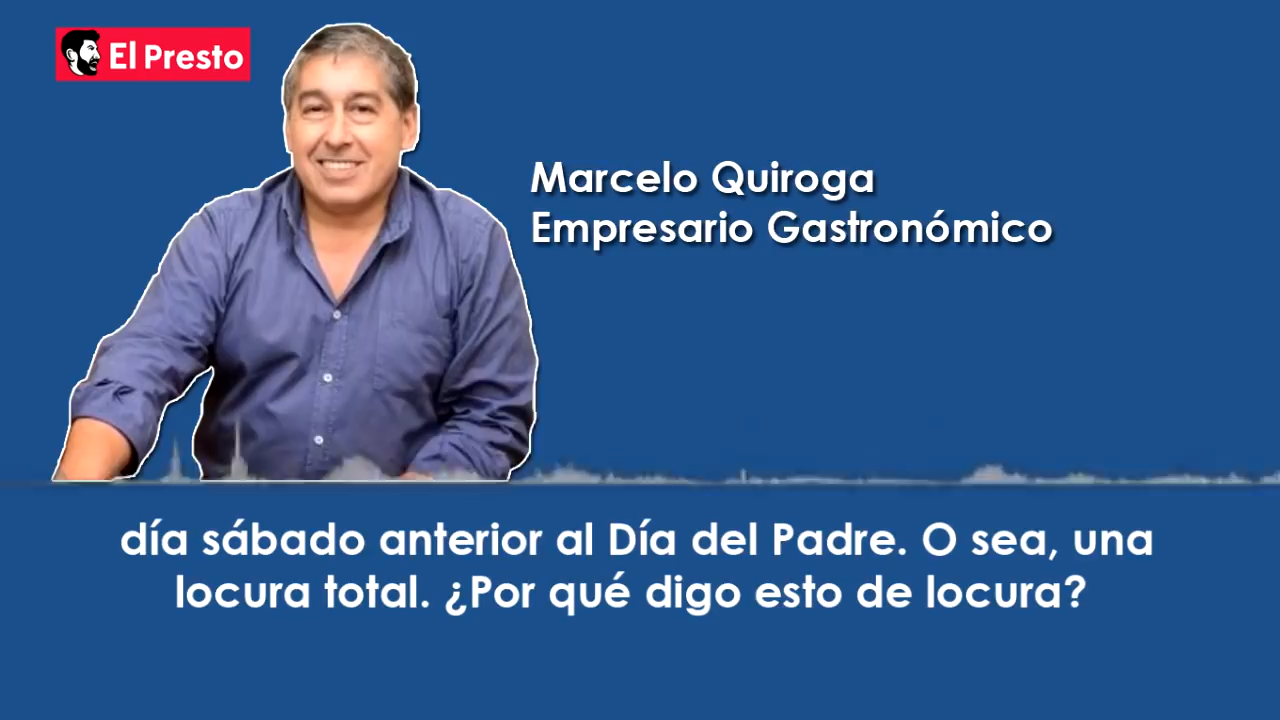 El Presto
Marcelo Quiroga
Empresario Gastronómico
día sábado anterior al Día del Padre. O sea, una
locura total. ¿Por qué digo esto de locura?